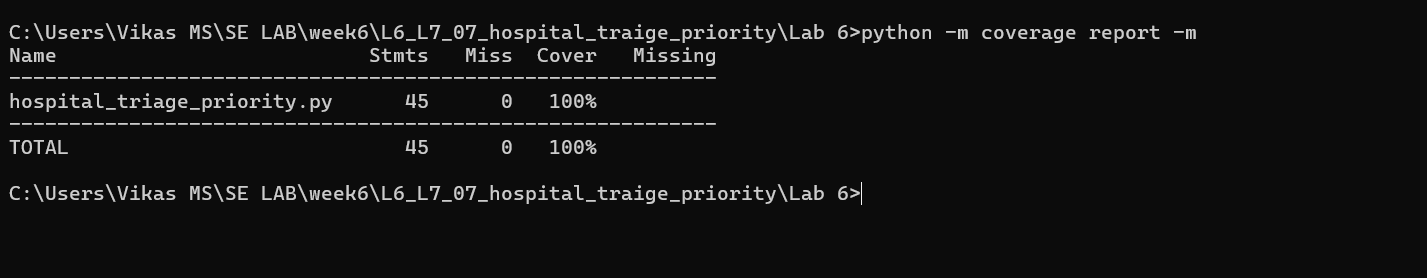 C:\Users\Vikas MS\SE LAB\week6\L6_L7_07_hospital_traige_priority\Lab 6>python -m coverage report -m
Name                          Stmts   Miss  Cover   Missing
----------------------------------------------------------
hospital_triage_priority.py      45      0   100%
----------------------------------------------------------
TOTAL                            45      0   100%
C:\Users\Vikas MS\SE LAB\week6\L6_L7_07_hospital_traige_priority\Lab 6>